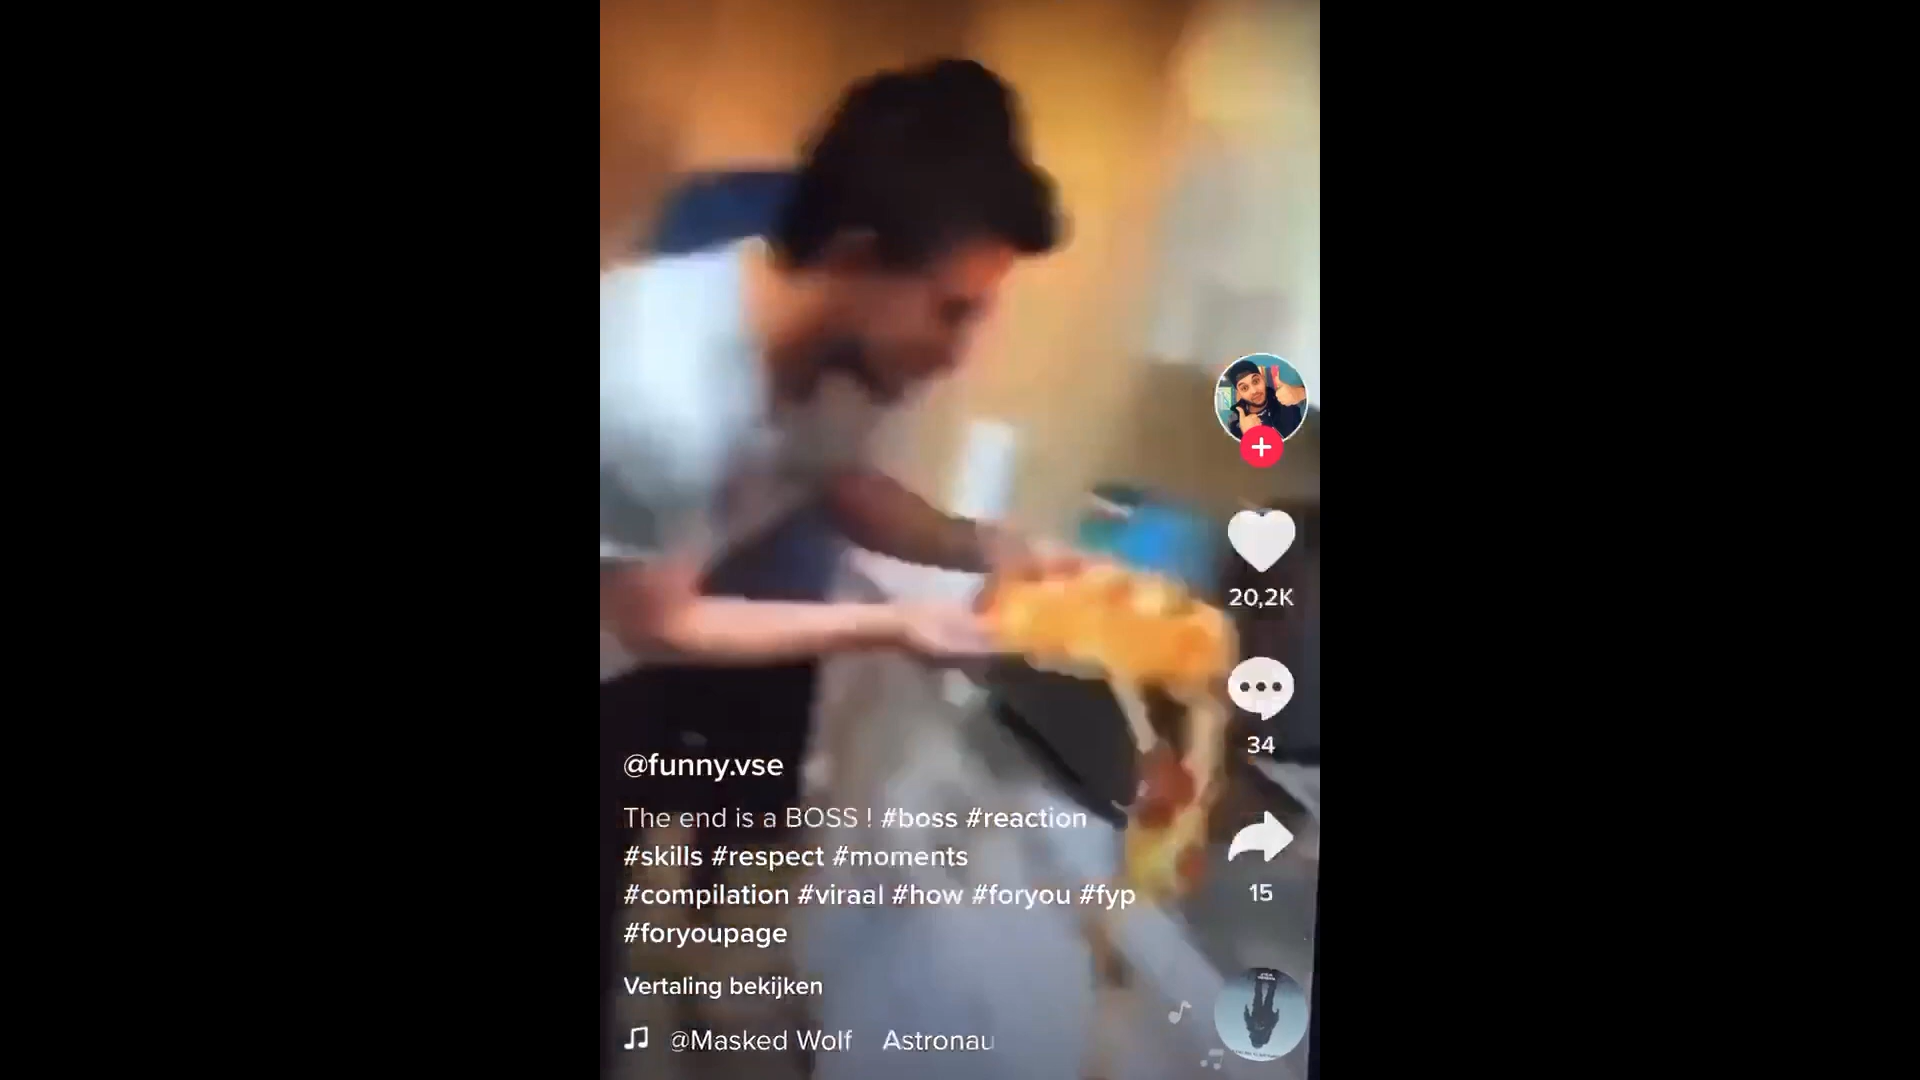 20,2K
34
15
@funny.vse
The end is a BOSS ! #boss #reaction
#skills #respect #moments
#compilation #viraal #how #foryou #fyp
#foryoupage
Vertaling bekijken
@Masked Wolf Astronau